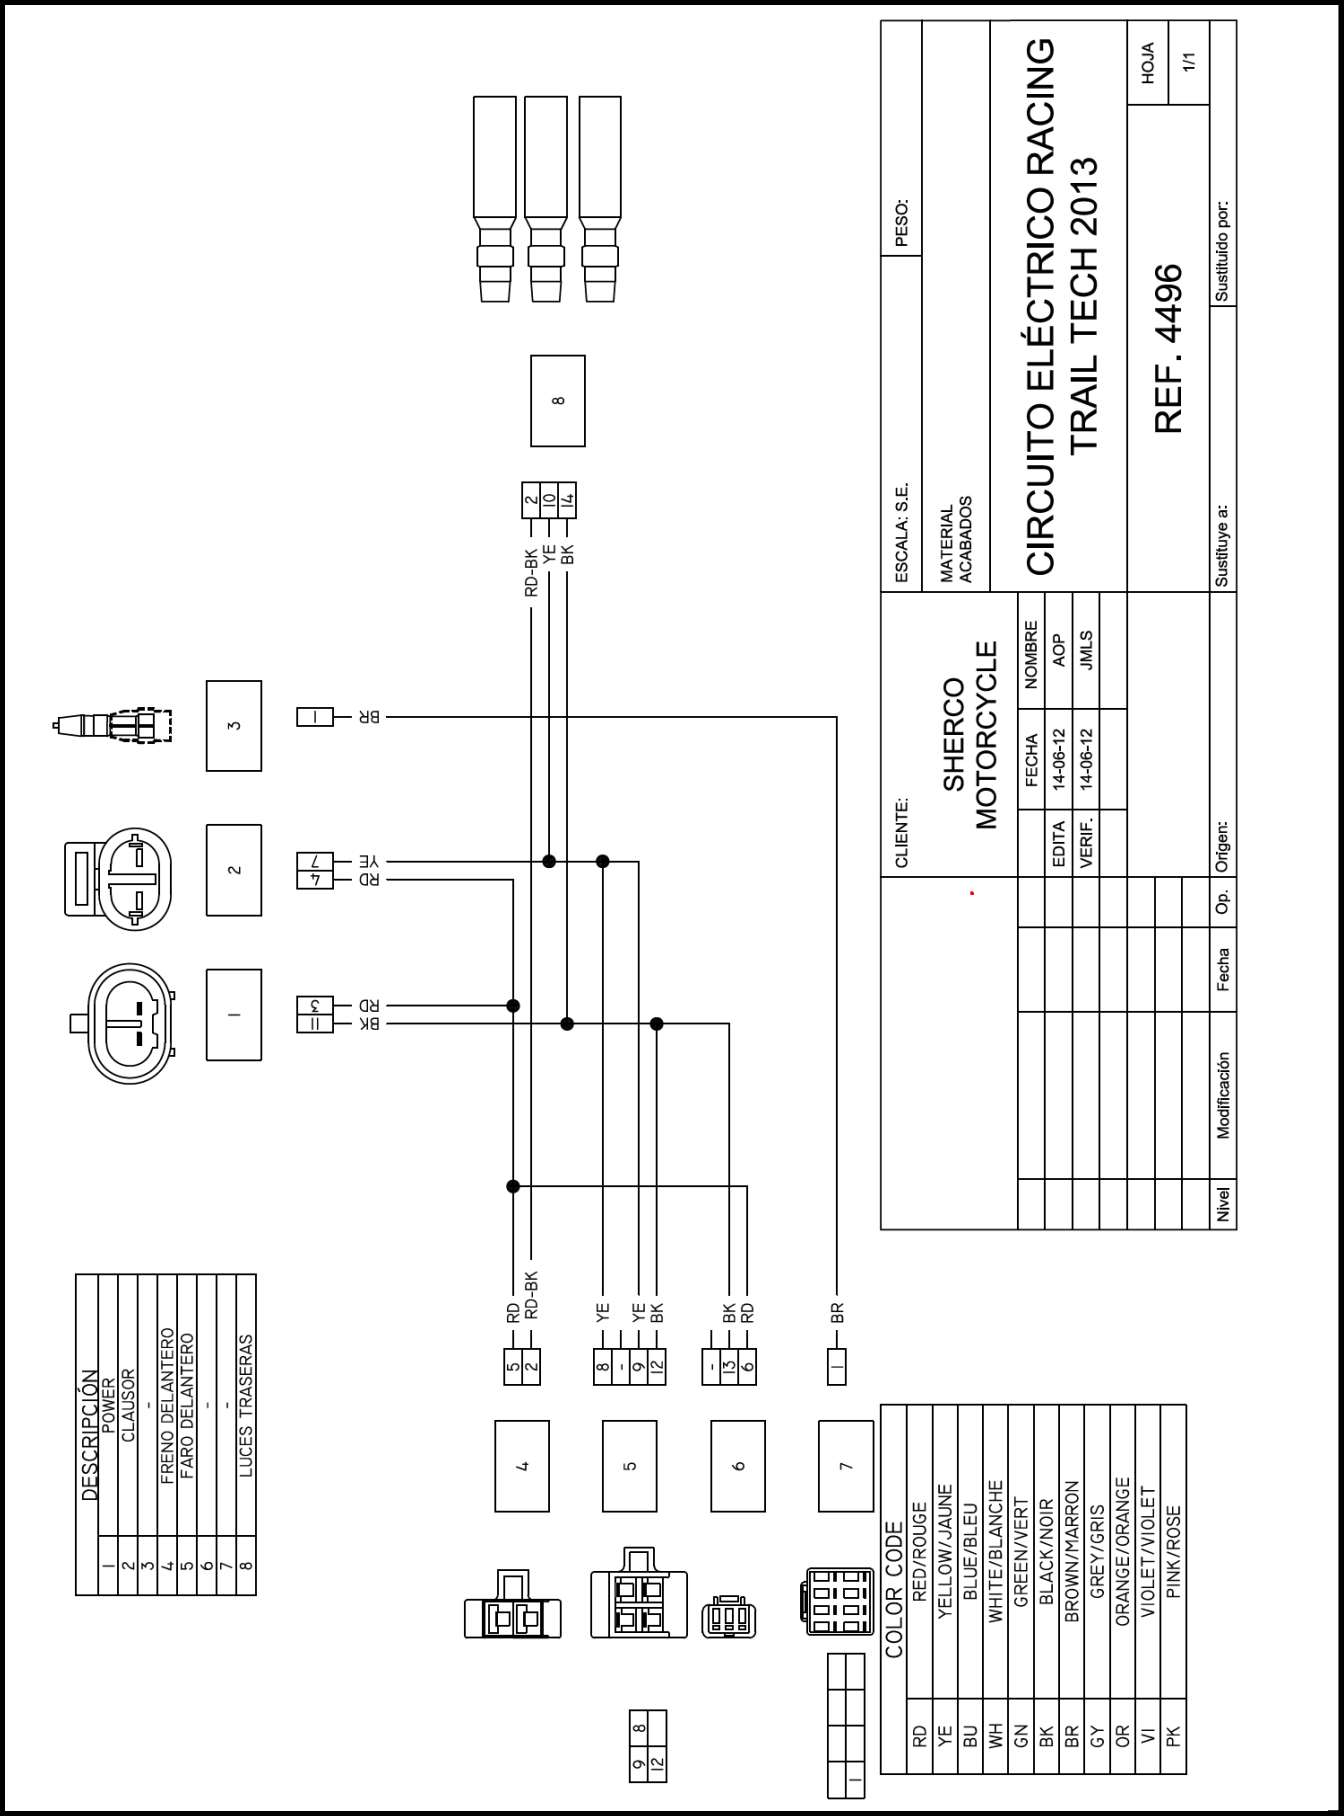 DESCRIPCIÓN
1 POWER
2 CLAUSOR
3 -
4 FRENO DELANTERO
5 FARO DELANTERO
6 -
7 -
8 LUCES TRASERAS
1
2
3
11 BK
3 RD
4 RD
7 YE
1 BR
8
2 RD-BK
10 YE
14 BK
RD 5
RD-BK 2
YE 8
-
YE 9
BK 12
-
BK 13
RD 6
BR 1
4
5
6
7
9 8
12
1
COLOR CODE
RD RED/ROUGE
YE YELLOW/JAUNE
BU BLUE/BLEU
WH WHITE/BLANCHE
GN GREEN/VERT
BK BLACK/NOIR
BR BROWN/MARRON
GY GREY/GRIS
OR ORANGE/ORANGE
VI VIOLET/VIOLET
PK PINK/ROSE
CLIENTE:
SHERCO
MOTORCYCLE
ESCALA: S.E.
PESO:
MATERIAL
ACABADOS
FECHA NOMBRE
EDITA 14-06-12 AOP
VERIF. 14-06-12 JMLS
CIRCUITO ELÉCTRICO RACING
TRAIL TECH 2013
REF. 4496
HOJA
1/1
Nivel Modificación Fecha Op. Origen: Sustituye a: Sustituido por: